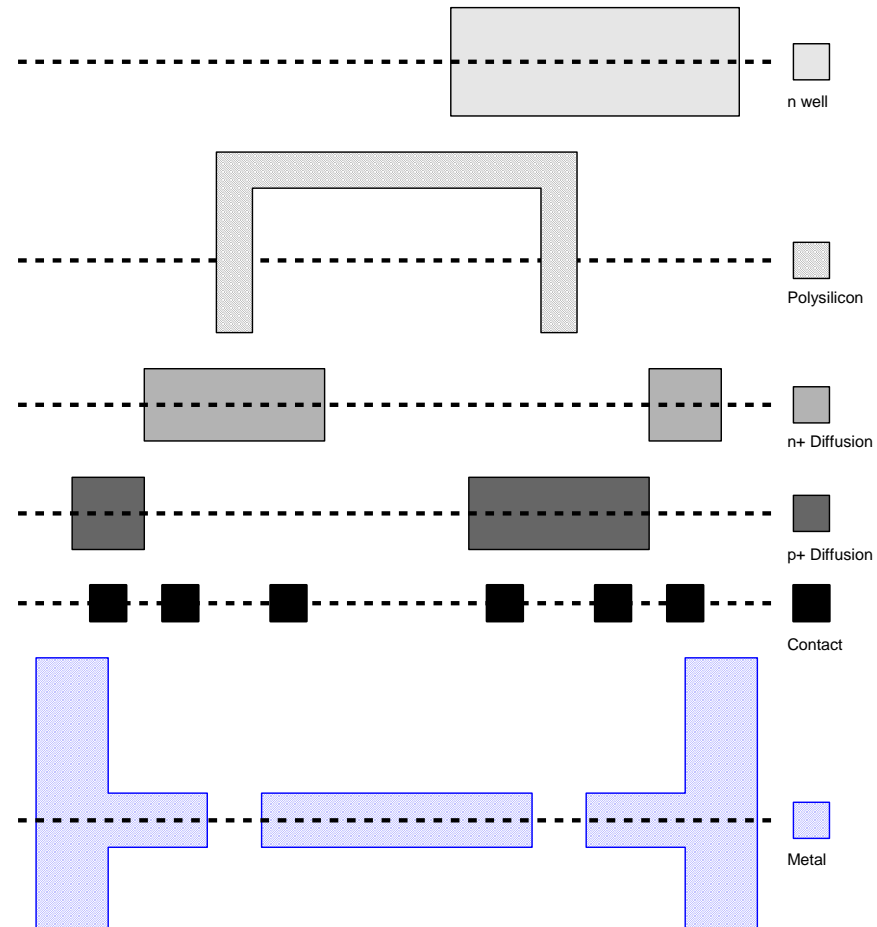 n well
Polysilicon
n+ Diffusion
p+ Diffusion
Contact
Metal